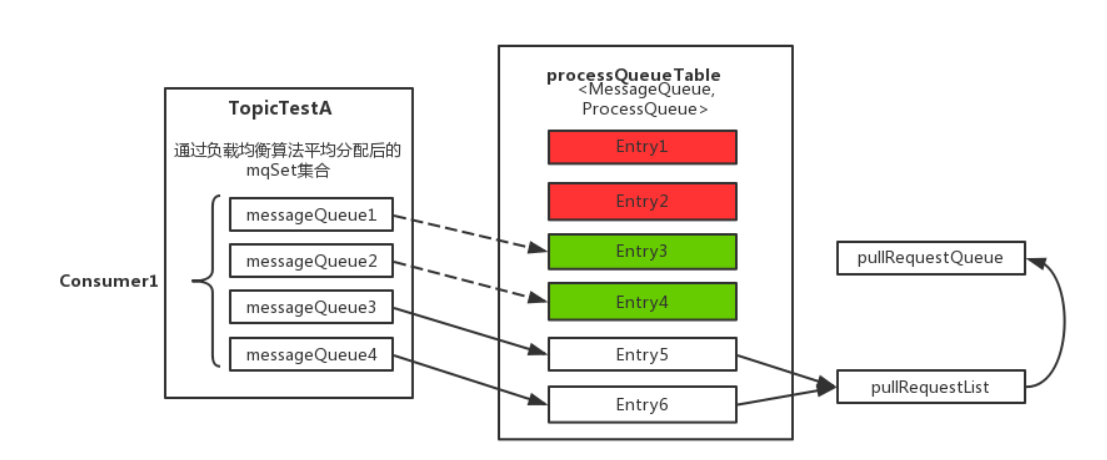 TopicTestA
通过负载均衡算法平均分配后的
mqSet集合
Consumer1
messageQueue1
messageQueue2
messageQueue3
messageQueue4
processQueueTable
<MessageQueue,
ProcessQueue>
Entry1
Entry2
Entry3
Entry4
Entry5
Entry6
pullRequestQueue
pullRequestList